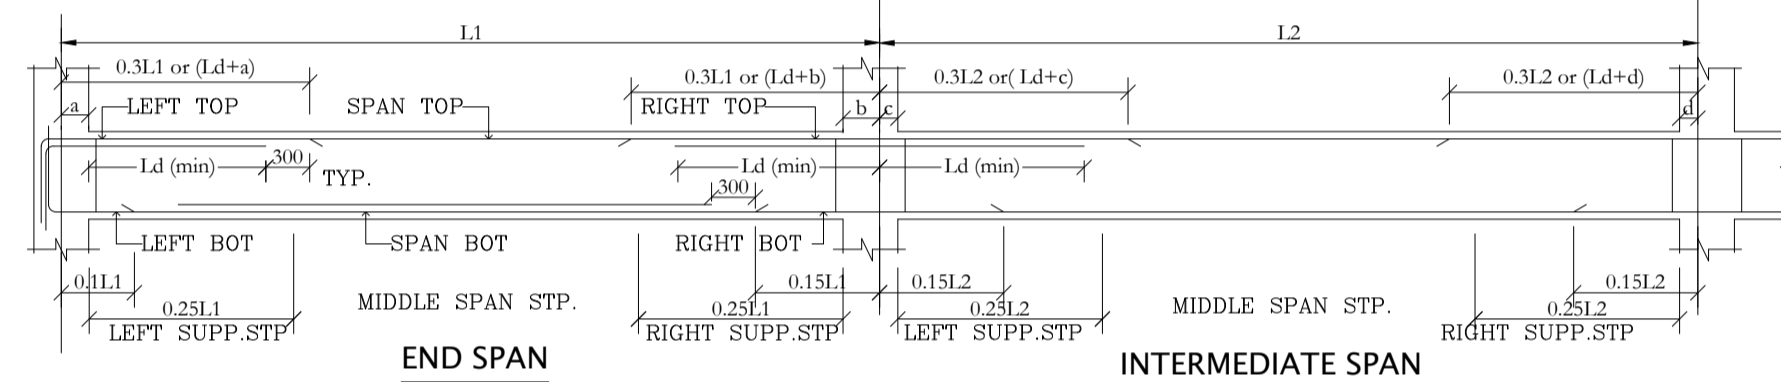 L1 L2
0.3L1 or (Ld+a) 0.3L1 or (Ld+b) 0.3L2 or( Ld+c) 0.3L2 or (Ld+d)
a LEFT TOP SPAN TOP RIGHT TOP b c d
Ld (min) 300 TYP. Ld (min) Ld (min)
300
LEFT BOT SPAN BOT RIGHT BOT
0.1L1 0.15L1 0.15L2 0.15L2
0.25L1 MIDDLE SPAN STP. 0.25L1 0.25L2 MIDDLE SPAN STP. 0.25L2
LEFT SUPP.STP RIGHT SUPP.STP LEFT SUPP.STP RIGHT SUPP.STP
END SPAN INTERMEDIATE SPAN